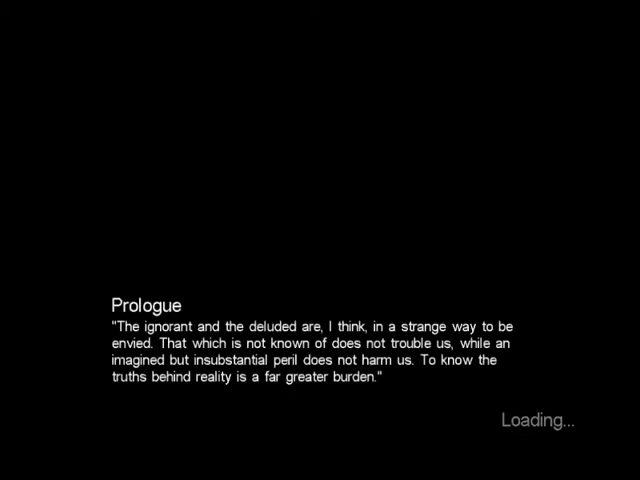 Prologue
"The ignorant and the deluded are, I think, in a strange way to be
envied. That which is not known of does not trouble us, while an
imagined but insubstantial peril does not harm us. To know the
truths behind reality is a far greater burden."
Loading...